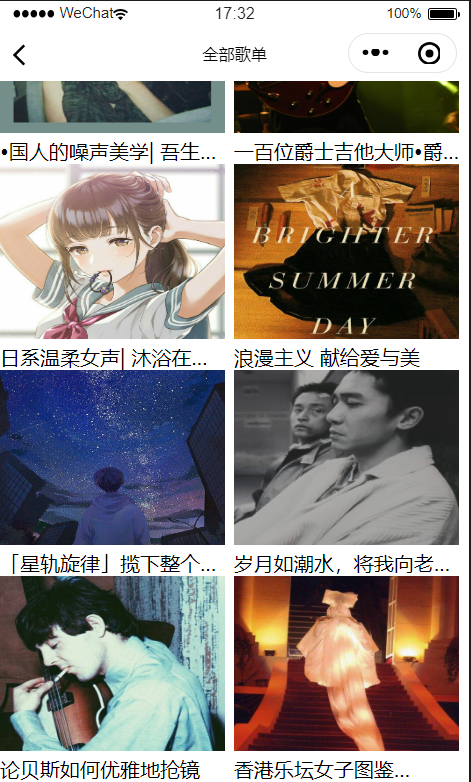 WeChat 17:32 100%
全部歌单
•国人的噪声美学| 吾生...
一百位爵士吉他大师•爵...
BRIGHTER
SUMMER
DAY
日系温柔女声| 沐浴在...
浪漫主义 献给爱与美
「星轨旋律」揽下整个...
岁月如潮水，将我向老...
论贝斯如何优雅地抢镜
香港乐坛女子图鉴...